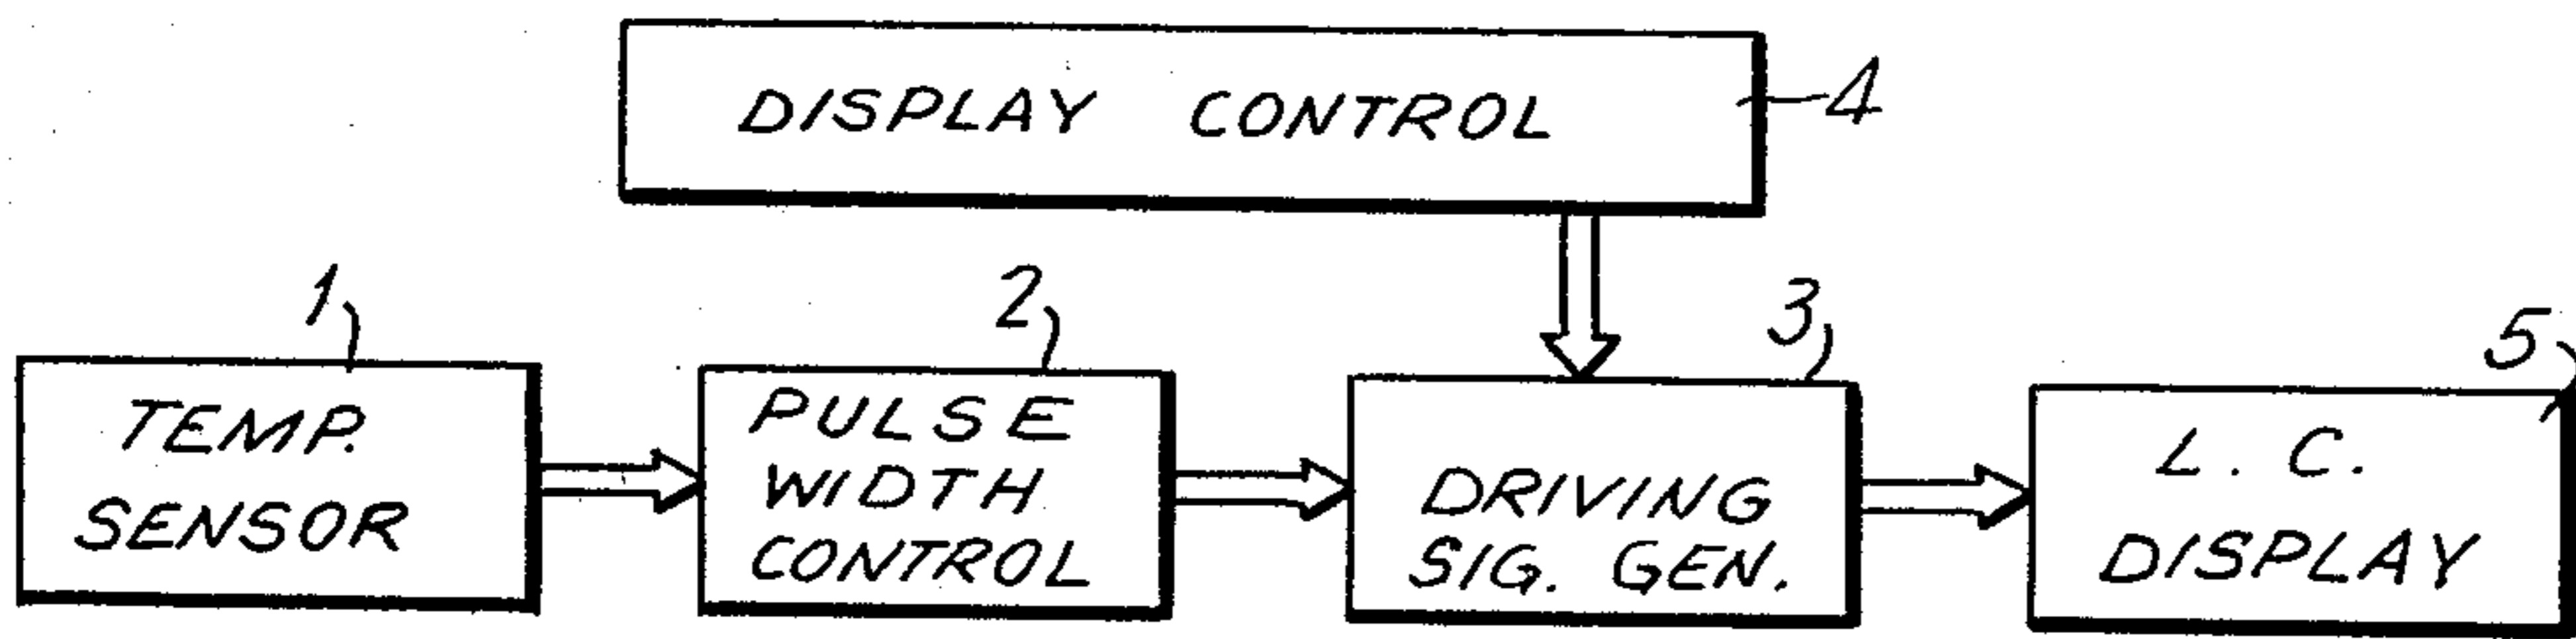 DISPLAY CONTROL
4
1
2
3
5
TEMP.
SENSOR
PULSE
WIDTH
CONTROL
DRIVING
SIG. GEN.
L. C.
DISPLAY